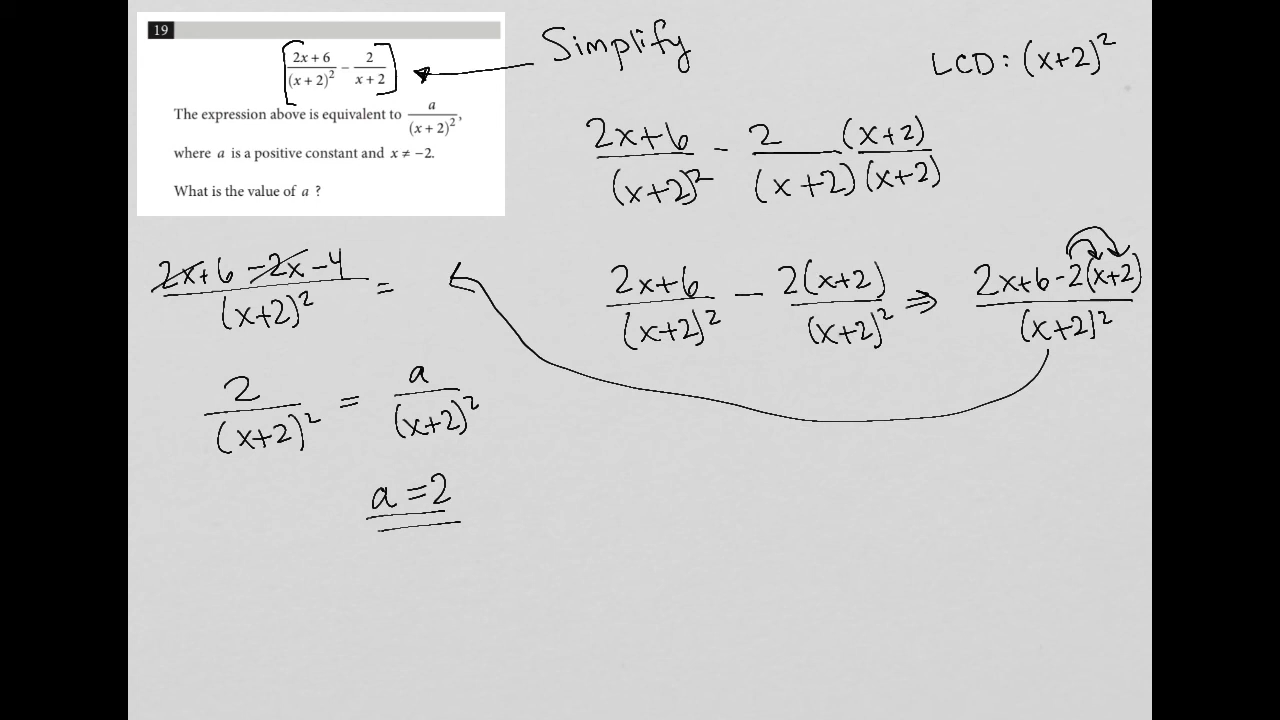 19
(2x + 6)/(x + 2)² − 2/(x + 2)
The expression above is equivalent to a/(x + 2)²,
where a is a positive constant and x ≠ −2.
What is the value of a ?
Simplify
LCD: (x+2)²
(2x+6)/(x+2)² - 2(x+2)/(x+2)(x+2)
(2x+6)/(x+2)² - 2(x+2)/(x+2)² ⇒ (2x+6-2(x+2))/(x+2)²
(2x+6-2x-4)/(x+2)² =
2/(x+2)² = a/(x+2)²
a=2